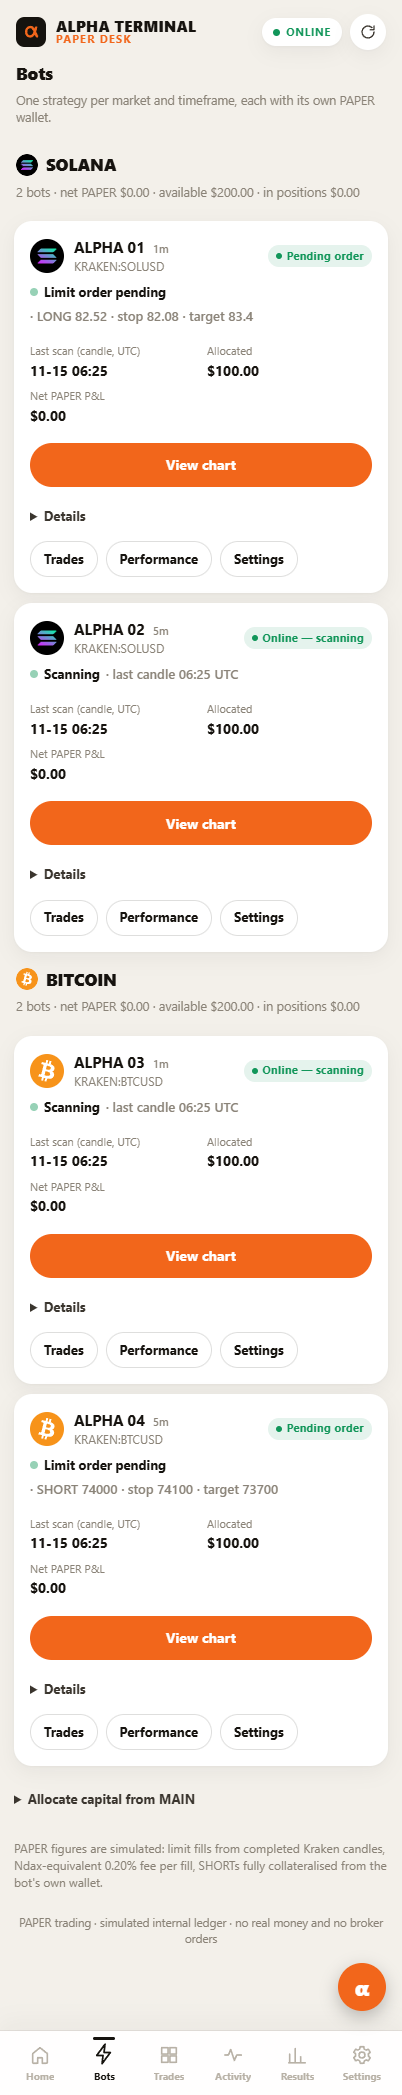 α ALPHA TERMINAL
PAPER DESK
ONLINE
Bots
One strategy per market and timeframe, each with its own PAPER
wallet.
SOLANA
2 bots · net PAPER $0.00 · available $200.00 · in positions $0.00
ALPHA 01 1m
KRAKEN:SOLUSD
Pending order
Limit order pending
· LONG 82.52 · stop 82.08 · target 83.4
Last scan (candle, UTC) Allocated
11-15 06:25 $100.00
Net PAPER P&L
$0.00
View chart
Details
Trades Performance Settings
ALPHA 02 5m
KRAKEN:SOLUSD
Online — scanning
Scanning · last candle 06:25 UTC
Last scan (candle, UTC) Allocated
11-15 06:25 $100.00
Net PAPER P&L
$0.00
View chart
Details
Trades Performance Settings
BITCOIN
2 bots · net PAPER $0.00 · available $200.00 · in positions $0.00
ALPHA 03 1m
KRAKEN:BTCUSD
Online — scanning
Scanning · last candle 06:25 UTC
Last scan (candle, UTC) Allocated
11-15 06:25 $100.00
Net PAPER P&L
$0.00
View chart
Details
Trades Performance Settings
ALPHA 04 5m
KRAKEN:BTCUSD
Pending order
Limit order pending
· SHORT 74000 · stop 74100 · target 73700
Last scan (candle, UTC) Allocated
11-15 06:25 $100.00
Net PAPER P&L
$0.00
View chart
Details
Trades Performance Settings
Allocate capital from MAIN
PAPER figures are simulated: limit fills from completed Kraken candles,
Ndax-equivalent 0.20% fee per fill, SHORTs fully collateralised from the
bot's own wallet.
PAPER trading · simulated internal ledger · no real money and no broker
orders
α
Home Bots Trades Activity Results Settings